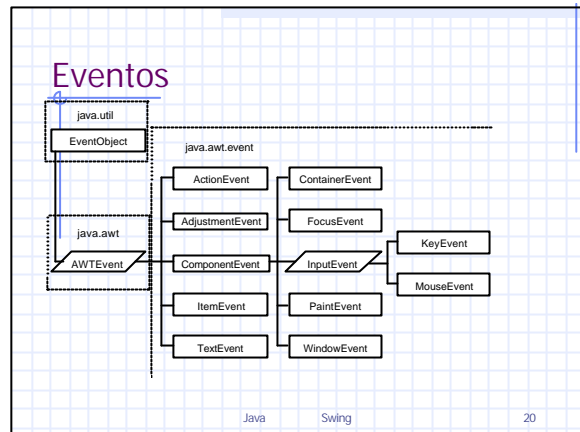 Eventos
java.util
EventObject
java.awt.event
ActionEvent
ContainerEvent
AdjustmentEvent
FocusEvent
java.awt
AWTEvent
ComponentEvent
InputEvent
KeyEvent
MouseEvent
ItemEvent
PaintEvent
TextEvent
WindowEvent
Java Swing 20